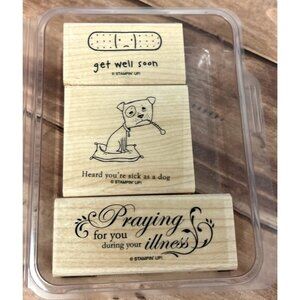 get well soon
© STAMPIN' UP!
Heard you're sick as a dog
© STAMPIN' UP!
Praying
for you
during your illness
© STAMPIN' UP!